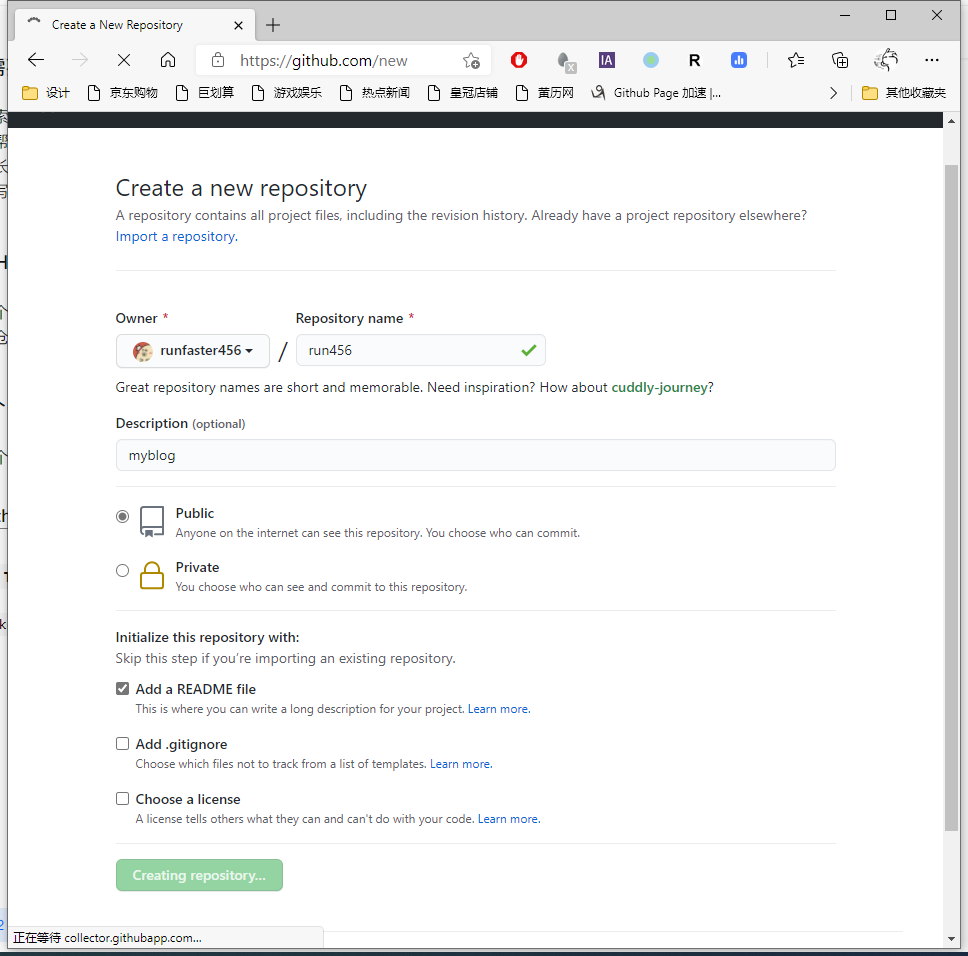 Create a New Repository
https://github.com/new
IA
R
设计 京东购物 巨划算 游戏娱乐 热点新闻 皇冠店铺 黄历网 Github Page 加速 |... 其他收藏夹
Create a new repository
A repository contains all project files, including the revision history. Already have a project repository elsewhere?
Import a repository.
Owner * Repository name *
runfaster456 / run456
Great repository names are short and memorable. Need inspiration? How about cuddly-journey?
Description (optional)
myblog
Public
Anyone on the internet can see this repository. You choose who can commit.
Private
You choose who can see and commit to this repository.
Initialize this repository with:
Skip this step if you're importing an existing repository.
Add a README file
This is where you can write a long description for your project. Learn more.
Add .gitignore
Choose which files not to track from a list of templates. Learn more.
Choose a license
A license tells others what they can and can't do with your code. Learn more.
Creating repository...
正在等待 collector.githubapp.com...